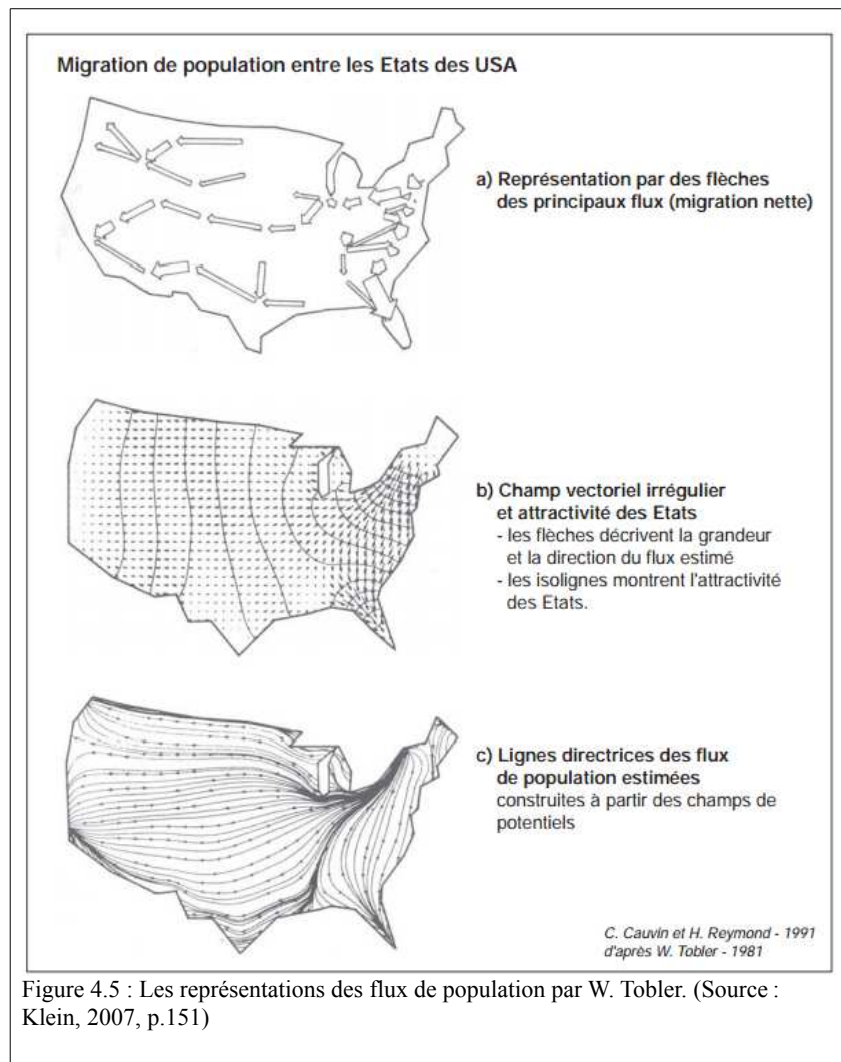 Migration de population entre les Etats des USA
a) Représentation par des flèches
des principaux flux (migration nette)
b) Champ vectoriel irrégulier
et attractivité des Etats
- les flèches décrivent la grandeur
et la direction du flux estimé
- les isolignes montrent l'attractivité
des Etats.
c) Lignes directrices des flux
de population estimées
construites à partir des champs de
potentiels
C. Cauvin et H. Reymond - 1991
d'après W. Tobler - 1981
Figure 4.5 : Les représentations des flux de population par W. Tobler. (Source :
Klein, 2007, p.151)